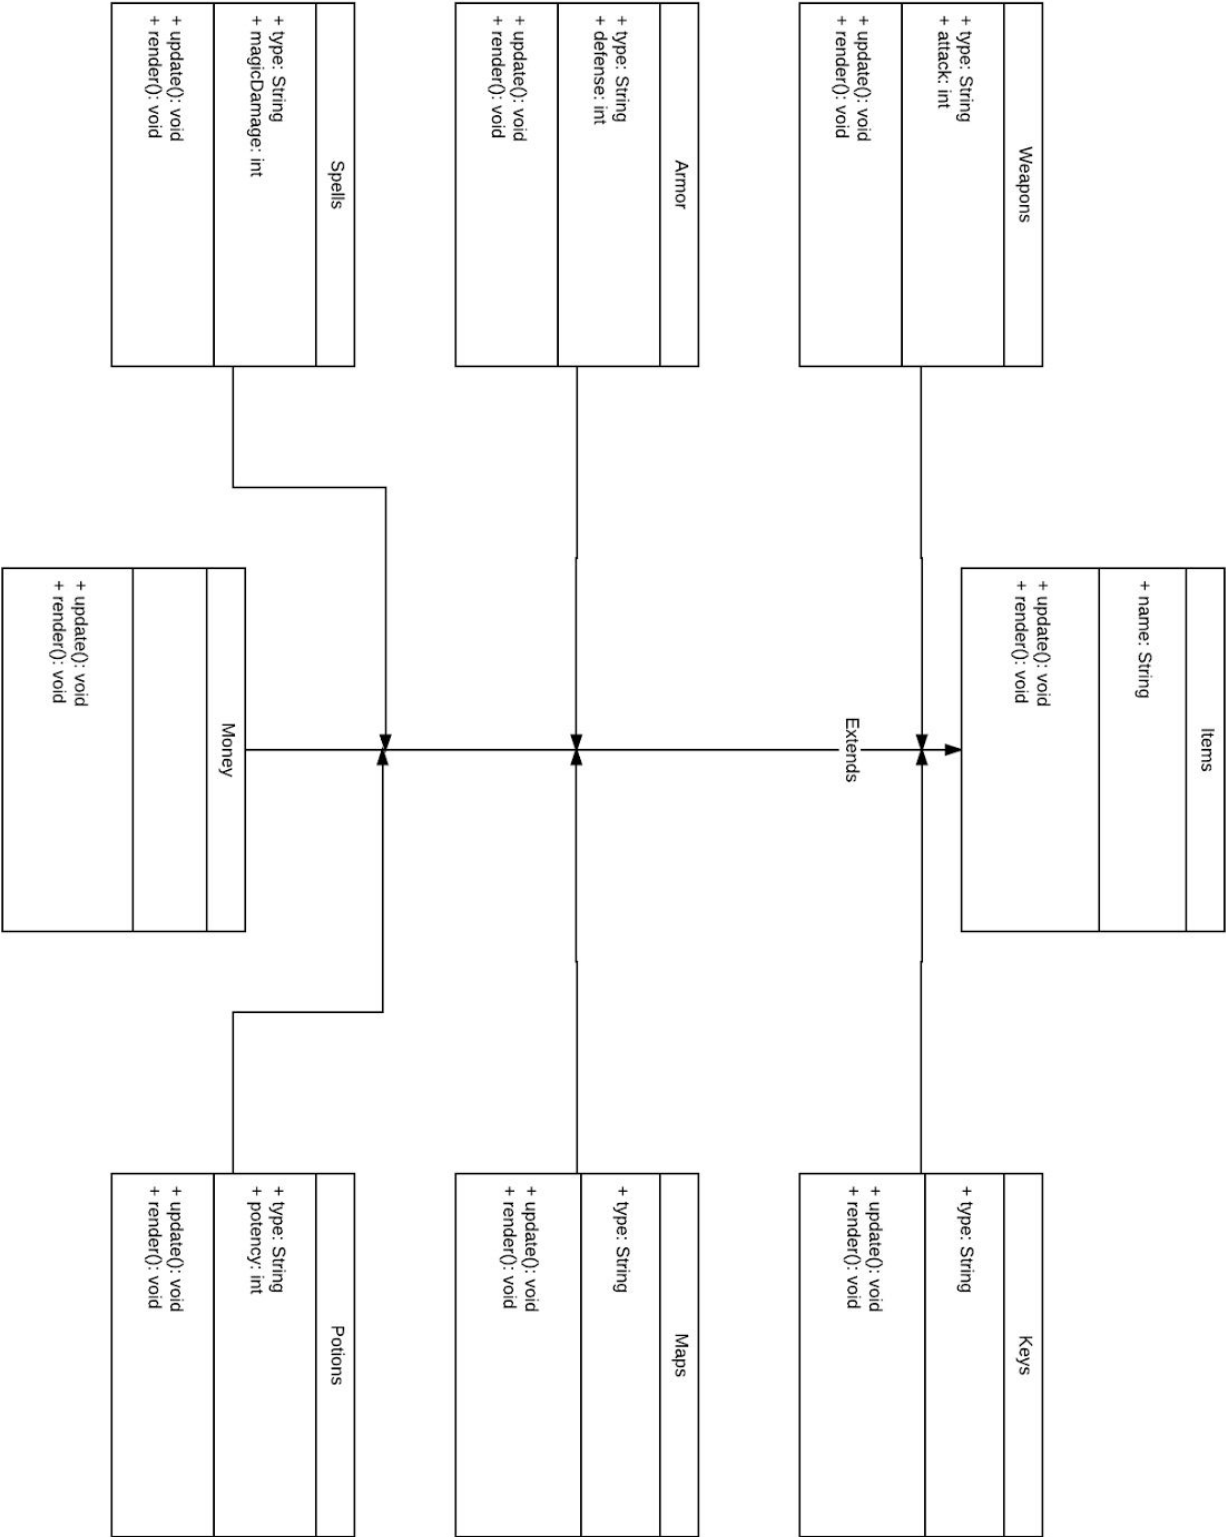 Items
+ name: String
+ update(): void
+ render(): void
Weapons
+ type: String
+ attack: int
+ update(): void
+ render(): void
Keys
+ type: String
+ update(): void
+ render(): void
Extends
Armor
+ type: String
+ defense: int
+ update(): void
+ render(): void
Maps
+ type: String
+ update(): void
+ render(): void
Spells
+ type: String
+ magicDamage: int
+ update(): void
+ render(): void
Potions
+ type: String
+ potency: int
+ update(): void
+ render(): void
Money
+ update(): void
+ render(): void